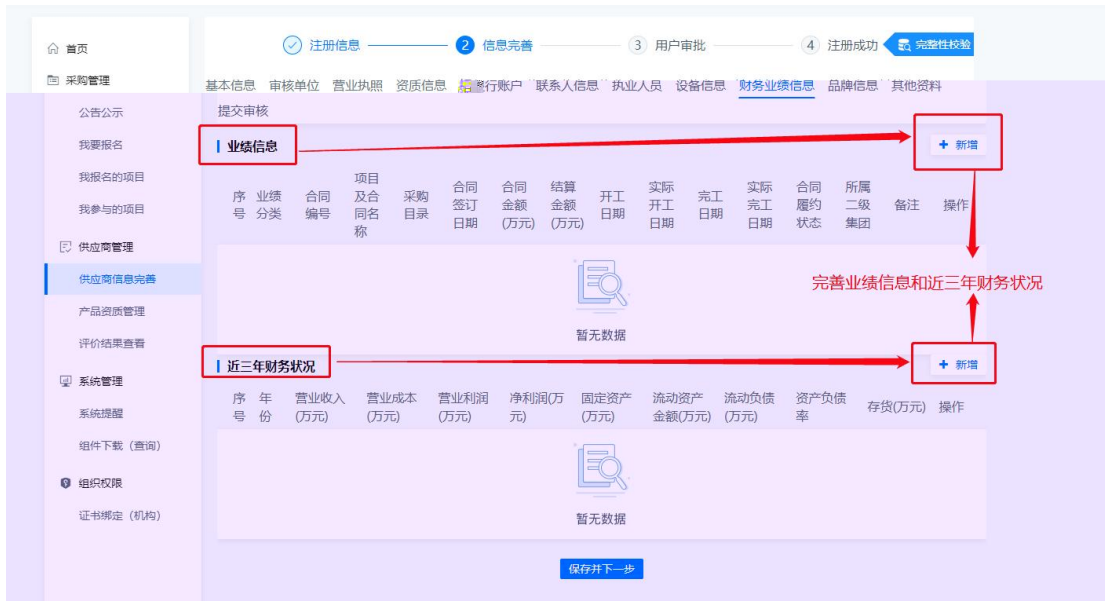 首页
采购管理
公告公示
我要报名
我报名的项目
我参与的项目
供应商管理
供应商信息完善
产品资质管理
评价结果查看
系统管理
系统提醒
组件下载（查询）
组织权限
证书绑定（机构）
注册信息
2 信息完善
3 用户审批
4 注册成功
完整性校验
基本信息 审核单位 营业执照 资质信息 行账户 联系人信息 执业人员 设备信息 财务业绩信息 品牌信息 其他资料
提交审核
业绩信息
+ 新增
序号 业绩分类 合同编号 项目及合同名称 采购目录 合同签订日期 合同金额(万元) 结算金额(万元) 开工日期 实际开工日期 完工日期 实际完工日期 合同履约状态 所属二级集团 备注 操作
暂无数据
完善业绩信息和近三年财务状况
近三年财务状况
+ 新增
序号 年份 营业收入(万元) 营业成本(万元) 营业利润(万元) 净利润(万元) 固定资产(万元) 流动资产金额(万元) 流动负债(万元) 资产负债率 存货(万元) 操作
暂无数据
保存并下一步